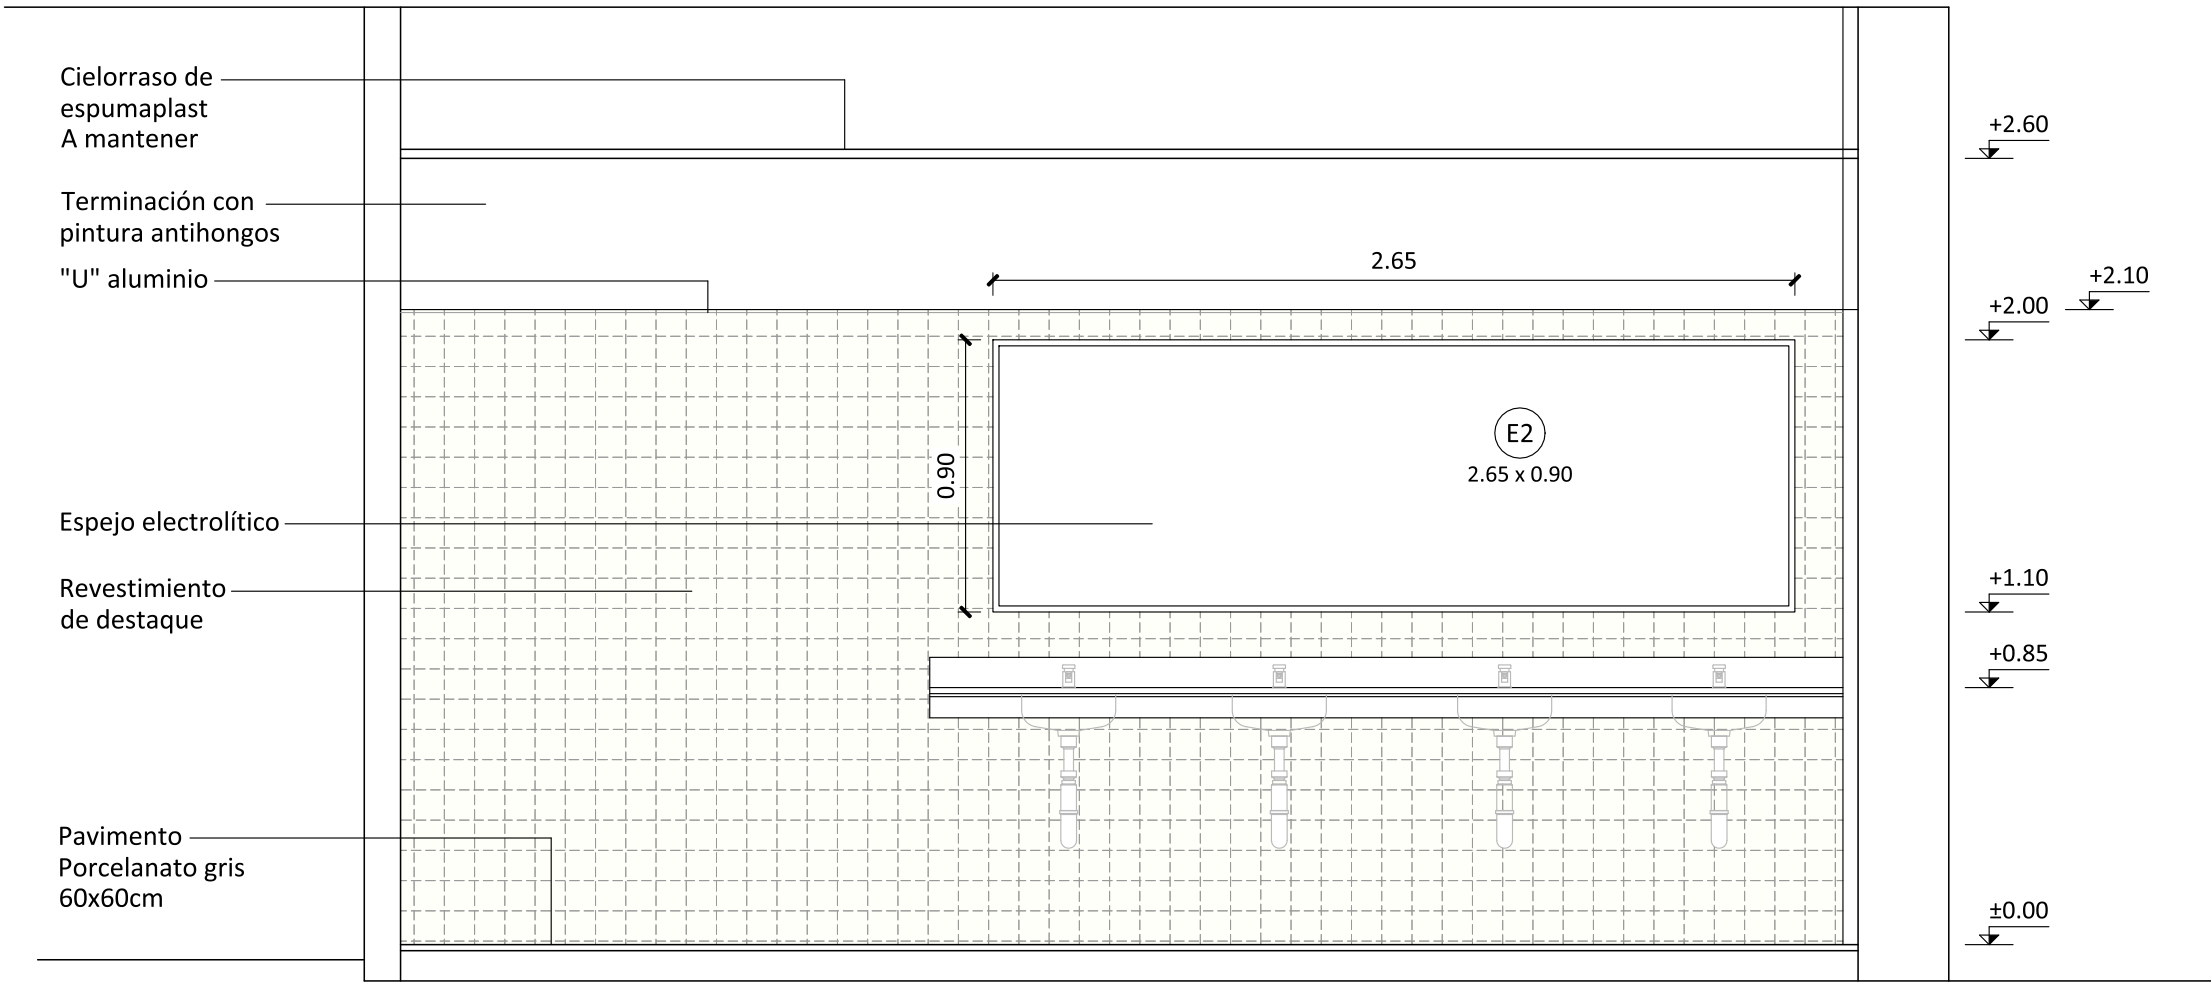 Cielorraso de
espumaplast
A mantener
Terminación con
pintura antihongos
"U" aluminio
Espejo electrolítico
Revestimiento
de destaque
Pavimento
Porcelanato gris
60x60cm
2.65
0.90
E2
2.65 x 0.90
+2.60
+2.10
+2.00
+1.10
+0.85
±0.00